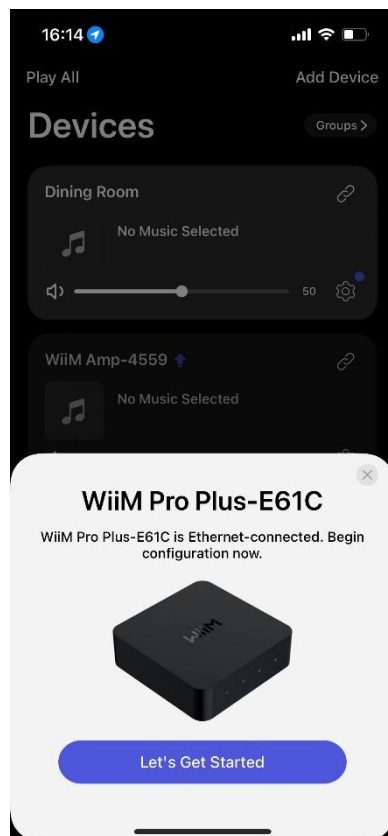 16:14
Play All
Add Device
Devices
Groups >
Dining Room
No Music Selected
50
WiiM Amp-4559
No Music Selected
WiiM Pro Plus-E61C
WiiM Pro Plus-E61C is Ethernet-connected. Begin
configuration now.
WiiM
Let's Get Started